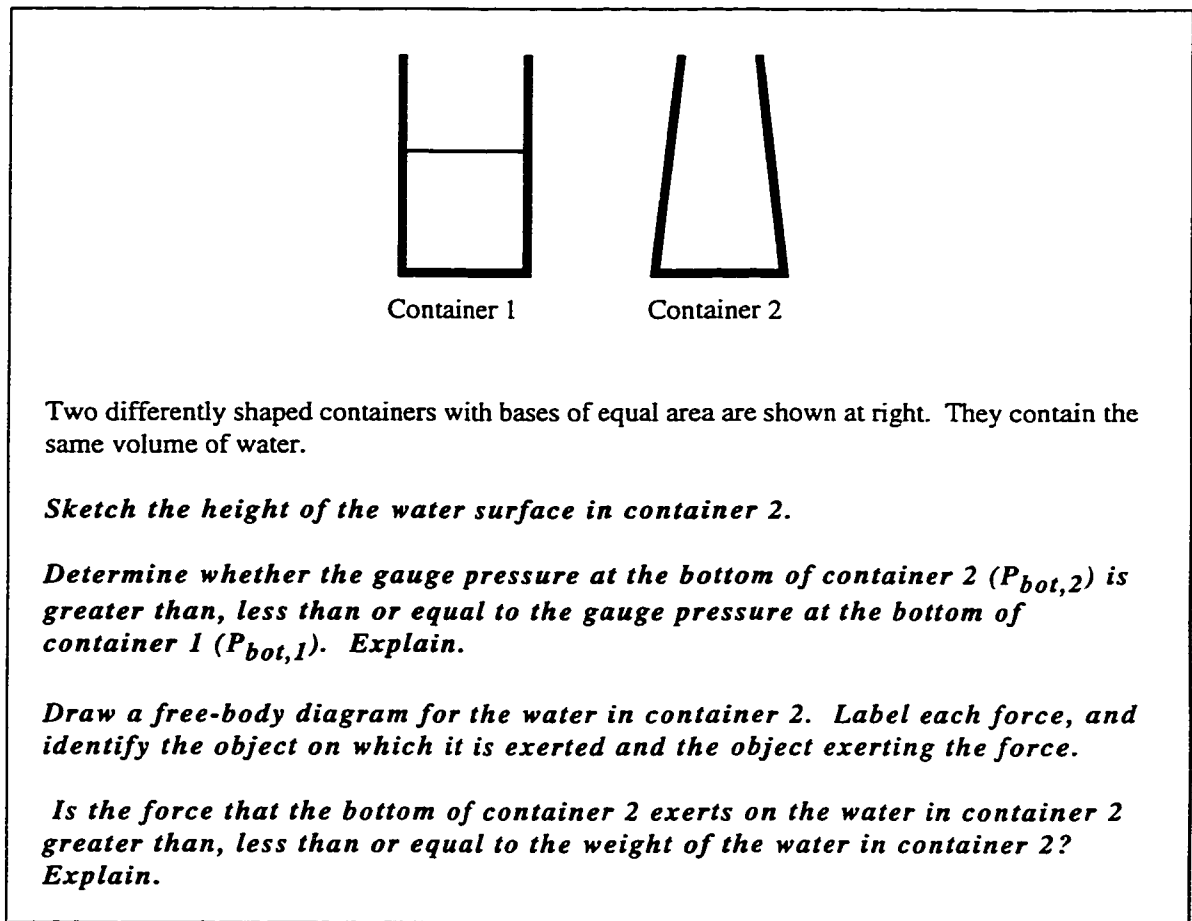 Container 1 Container 2
Two differently shaped containers with bases of equal area are shown at right. They contain the
same volume of water.
Sketch the height of the water surface in container 2.
Determine whether the gauge pressure at the bottom of container 2 (P_bot,2) is
greater than, less than or equal to the gauge pressure at the bottom of
container 1 (P_bot,1). Explain.
Draw a free-body diagram for the water in container 2. Label each force, and
identify the object on which it is exerted and the object exerting the force.
Is the force that the bottom of container 2 exerts on the water in container 2
greater than, less than or equal to the weight of the water in container 2?
Explain.